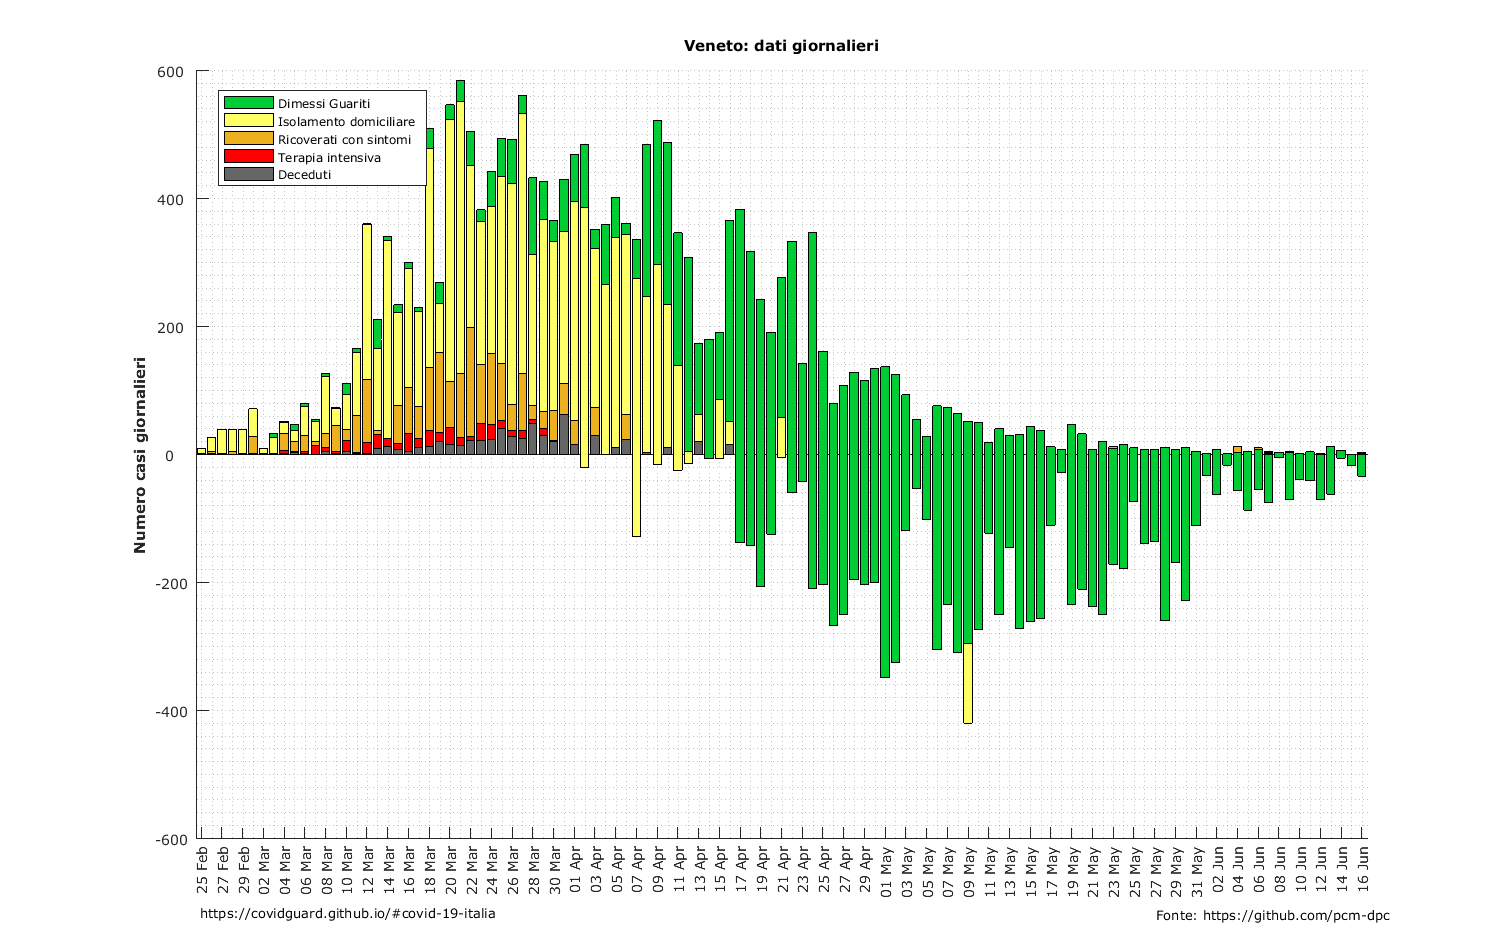 Veneto: dati giornalieri
600
400
200
0
-200
-400
-600
Numero casi giornalieri
Dimessi Guariti
Isolamento domiciliare
Ricoverati con sintomi
Terapia intensiva
Deceduti
25 Feb
27 Feb
29 Feb
02 Mar
04 Mar
06 Mar
08 Mar
10 Mar
12 Mar
14 Mar
16 Mar
18 Mar
20 Mar
22 Mar
24 Mar
26 Mar
28 Mar
30 Mar
01 Apr
03 Apr
05 Apr
07 Apr
09 Apr
11 Apr
13 Apr
15 Apr
17 Apr
19 Apr
21 Apr
23 Apr
25 Apr
27 Apr
29 Apr
01 May
03 May
05 May
07 May
09 May
11 May
13 May
15 May
17 May
19 May
21 May
23 May
25 May
27 May
29 May
31 May
02 Jun
04 Jun
06 Jun
08 Jun
10 Jun
12 Jun
14 Jun
16 Jun
https://covidguard.github.io/#covid-19-italia
Fonte: https://github.com/pcm-dpc